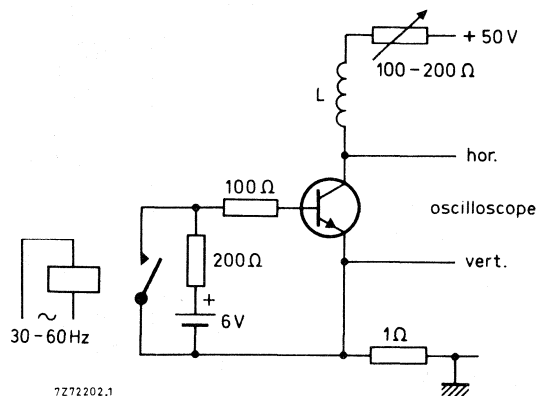 + 50 V
100 – 200 Ω
L
hor.
100 Ω
oscilloscope
200 Ω
vert.
+
6 V
∼
30 – 60 Hz
1 Ω
7Z72202.1